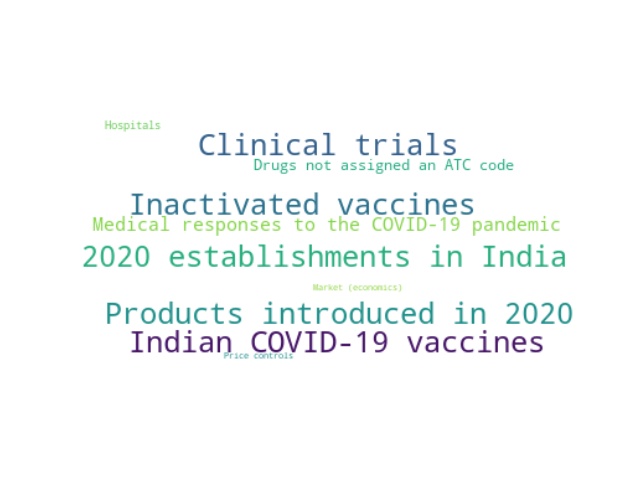 Hospitals
Clinical trials
Drugs not assigned an ATC code
Inactivated vaccines
Medical responses to the COVID-19 pandemic
2020 establishments in India
Market (economics)
Products introduced in 2020
Indian COVID-19 vaccines
Price controls